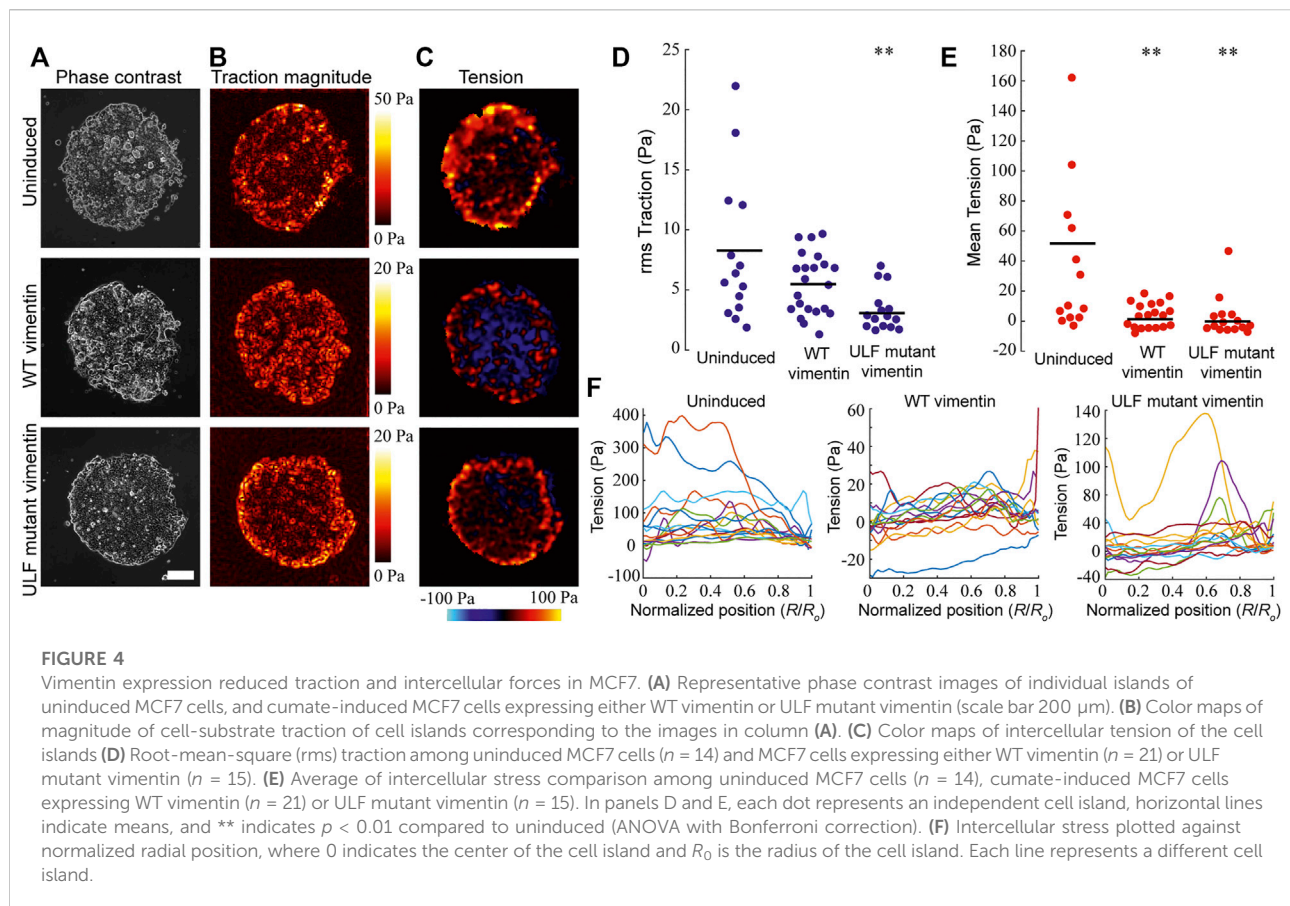 A
Phase contrast
B
Traction magnitude
C
Tension
Uninduced
WT vimentin
ULF mutant vimentin
50 Pa
0 Pa
20 Pa
0 Pa
20 Pa
0 Pa
-100 Pa
100 Pa
D
**
rms Traction (Pa)
25
20
15
10
5
0
Uninduced
WT
vimentin
ULF mutant
vimentin
E
**
**
Mean Tension (Pa)
180
160
140
120
100
80
60
40
20
0
-20
Uninduced
WT
vimentin
ULF mutant
vimentin
F
Uninduced
Tension (Pa)
400
300
200
100
0
-100
0 0.2 0.4 0.6 0.8 1
Normalized position (R/Ro)
WT vimentin
Tension (Pa)
60
40
20
0
-20
0 0.2 0.4 0.6 0.8 1
Normalized position (R/Ro)
ULF mutant vimentin
Tension (Pa)
140
120
80
40
0
-40
0 0.2 0.4 0.6 0.8 1
Normalized position (R/Ro)
FIGURE 4
Vimentin expression reduced traction and intercellular forces in MCF7. (A) Representative phase contrast images of individual islands of
uninduced MCF7 cells, and cumate-induced MCF7 cells expressing either WT vimentin or ULF mutant vimentin (scale bar 200 µm). (B) Color maps of
magnitude of cell-substrate traction of cell islands corresponding to the images in column (A). (C) Color maps of intercellular tension of the cell
islands (D) Root-mean-square (rms) traction among uninduced MCF7 cells (n = 14) and MCF7 cells expressing either WT vimentin (n = 21) or ULF
mutant vimentin (n = 15). (E) Average of intercellular stress comparison among uninduced MCF7 cells (n = 14), cumate-induced MCF7 cells
expressing WT vimentin (n = 21) or ULF mutant vimentin (n = 15). In panels D and E, each dot represents an independent cell island, horizontal lines
indicate means, and ** indicates p < 0.01 compared to uninduced (ANOVA with Bonferroni correction). (F) Intercellular stress plotted against
normalized radial position, where 0 indicates the center of the cell island and R0 is the radius of the cell island. Each line represents a different cell
island.